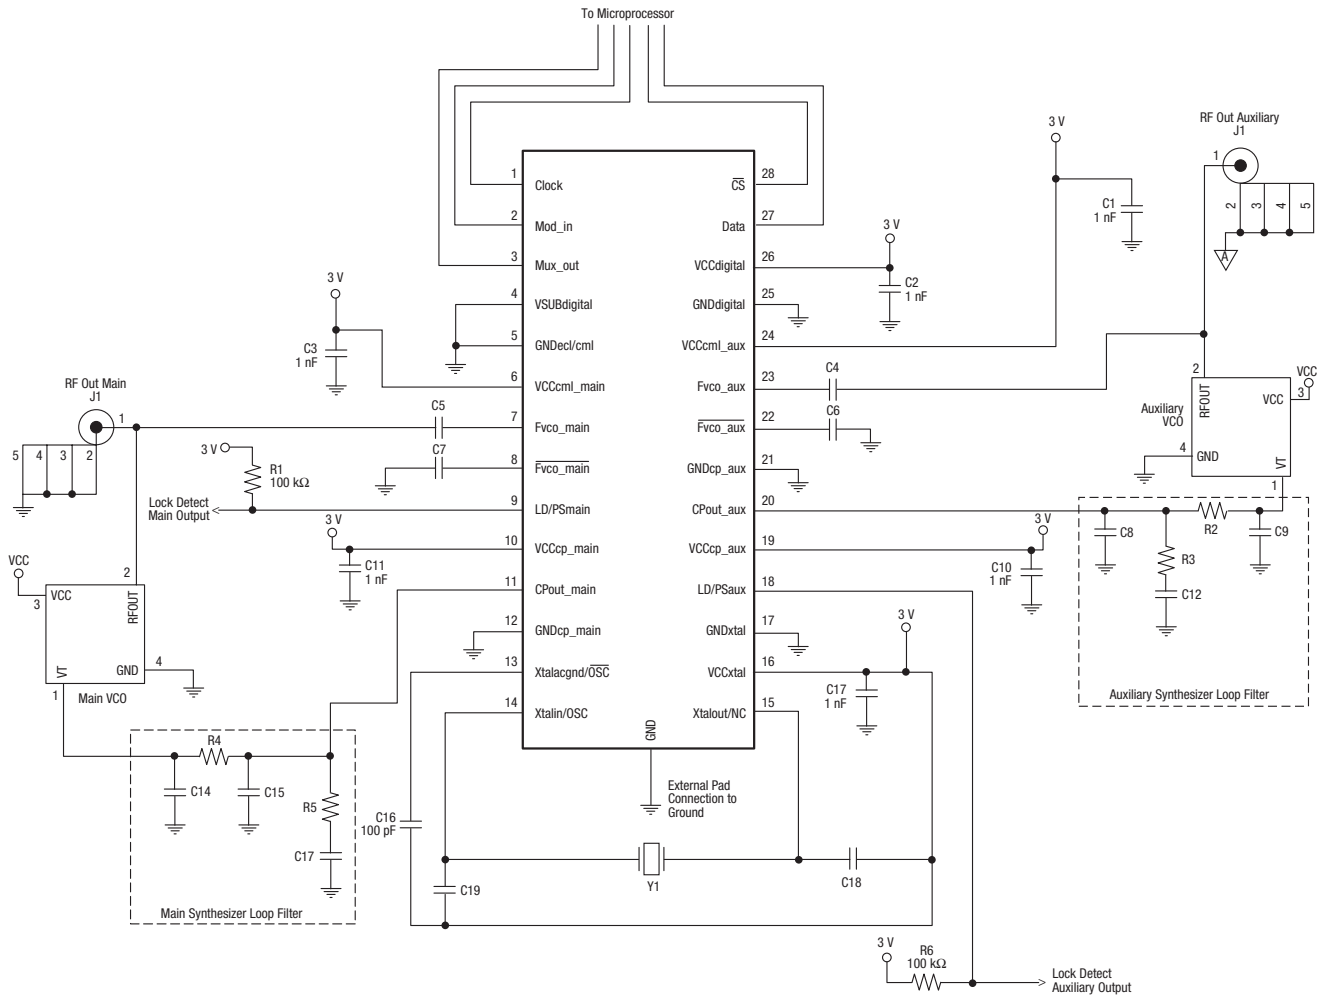 To Microprocessor
3 V
RF Out Auxiliary
J1
1
2
3
4
5
A
C1
1 nF
1
Clock
2
Mod_in
3
Mux_out
4
VSUBdigital
5
GNDecl/cml
6
VCCcml_main
7
Fvco_main
8
Fvco_main
9
LD/PSmain
10
VCCcp_main
11
CPout_main
12
GNDcp_main
13
Xtalacgnd/OSC
14
Xtalin/OSC
28
CS
27
Data
26
VCCdigital
25
GNDdigital
24
VCCcml_aux
23
Fvco_aux
22
Fvco_aux
21
GNDcp_aux
20
CPout_aux
19
VCCcp_aux
18
LD/PSaux
17
GNDxtal
16
VCCxtal
15
Xtalout/NC
GND
External Pad
Connection to
Ground
3 V
C2
1 nF
3 V
C3
1 nF
RF Out Main
J1
1
5
4
3
2
C5
C7
3 V
R1
100 kΩ
Lock Detect
Main Output
3 V
C11
1 nF
VCC
3
VCC
2
RFOUT
VT
GND
4
1
Main VCO
R4
C14
C15
R5
C17
Main Synthesizer Loop Filter
C16
100 pF
C19
Y1
C18
C4
C6
Auxiliary
VCO
2
RFOUT
VCC
3
VCC
4
GND
VT
1
C8
R2
C9
R3
C12
Auxiliary Synthesizer Loop Filter
3 V
C10
1 nF
3 V
C17
1 nF
3 V
R6
100 kΩ
Lock Detect
Auxiliary Output